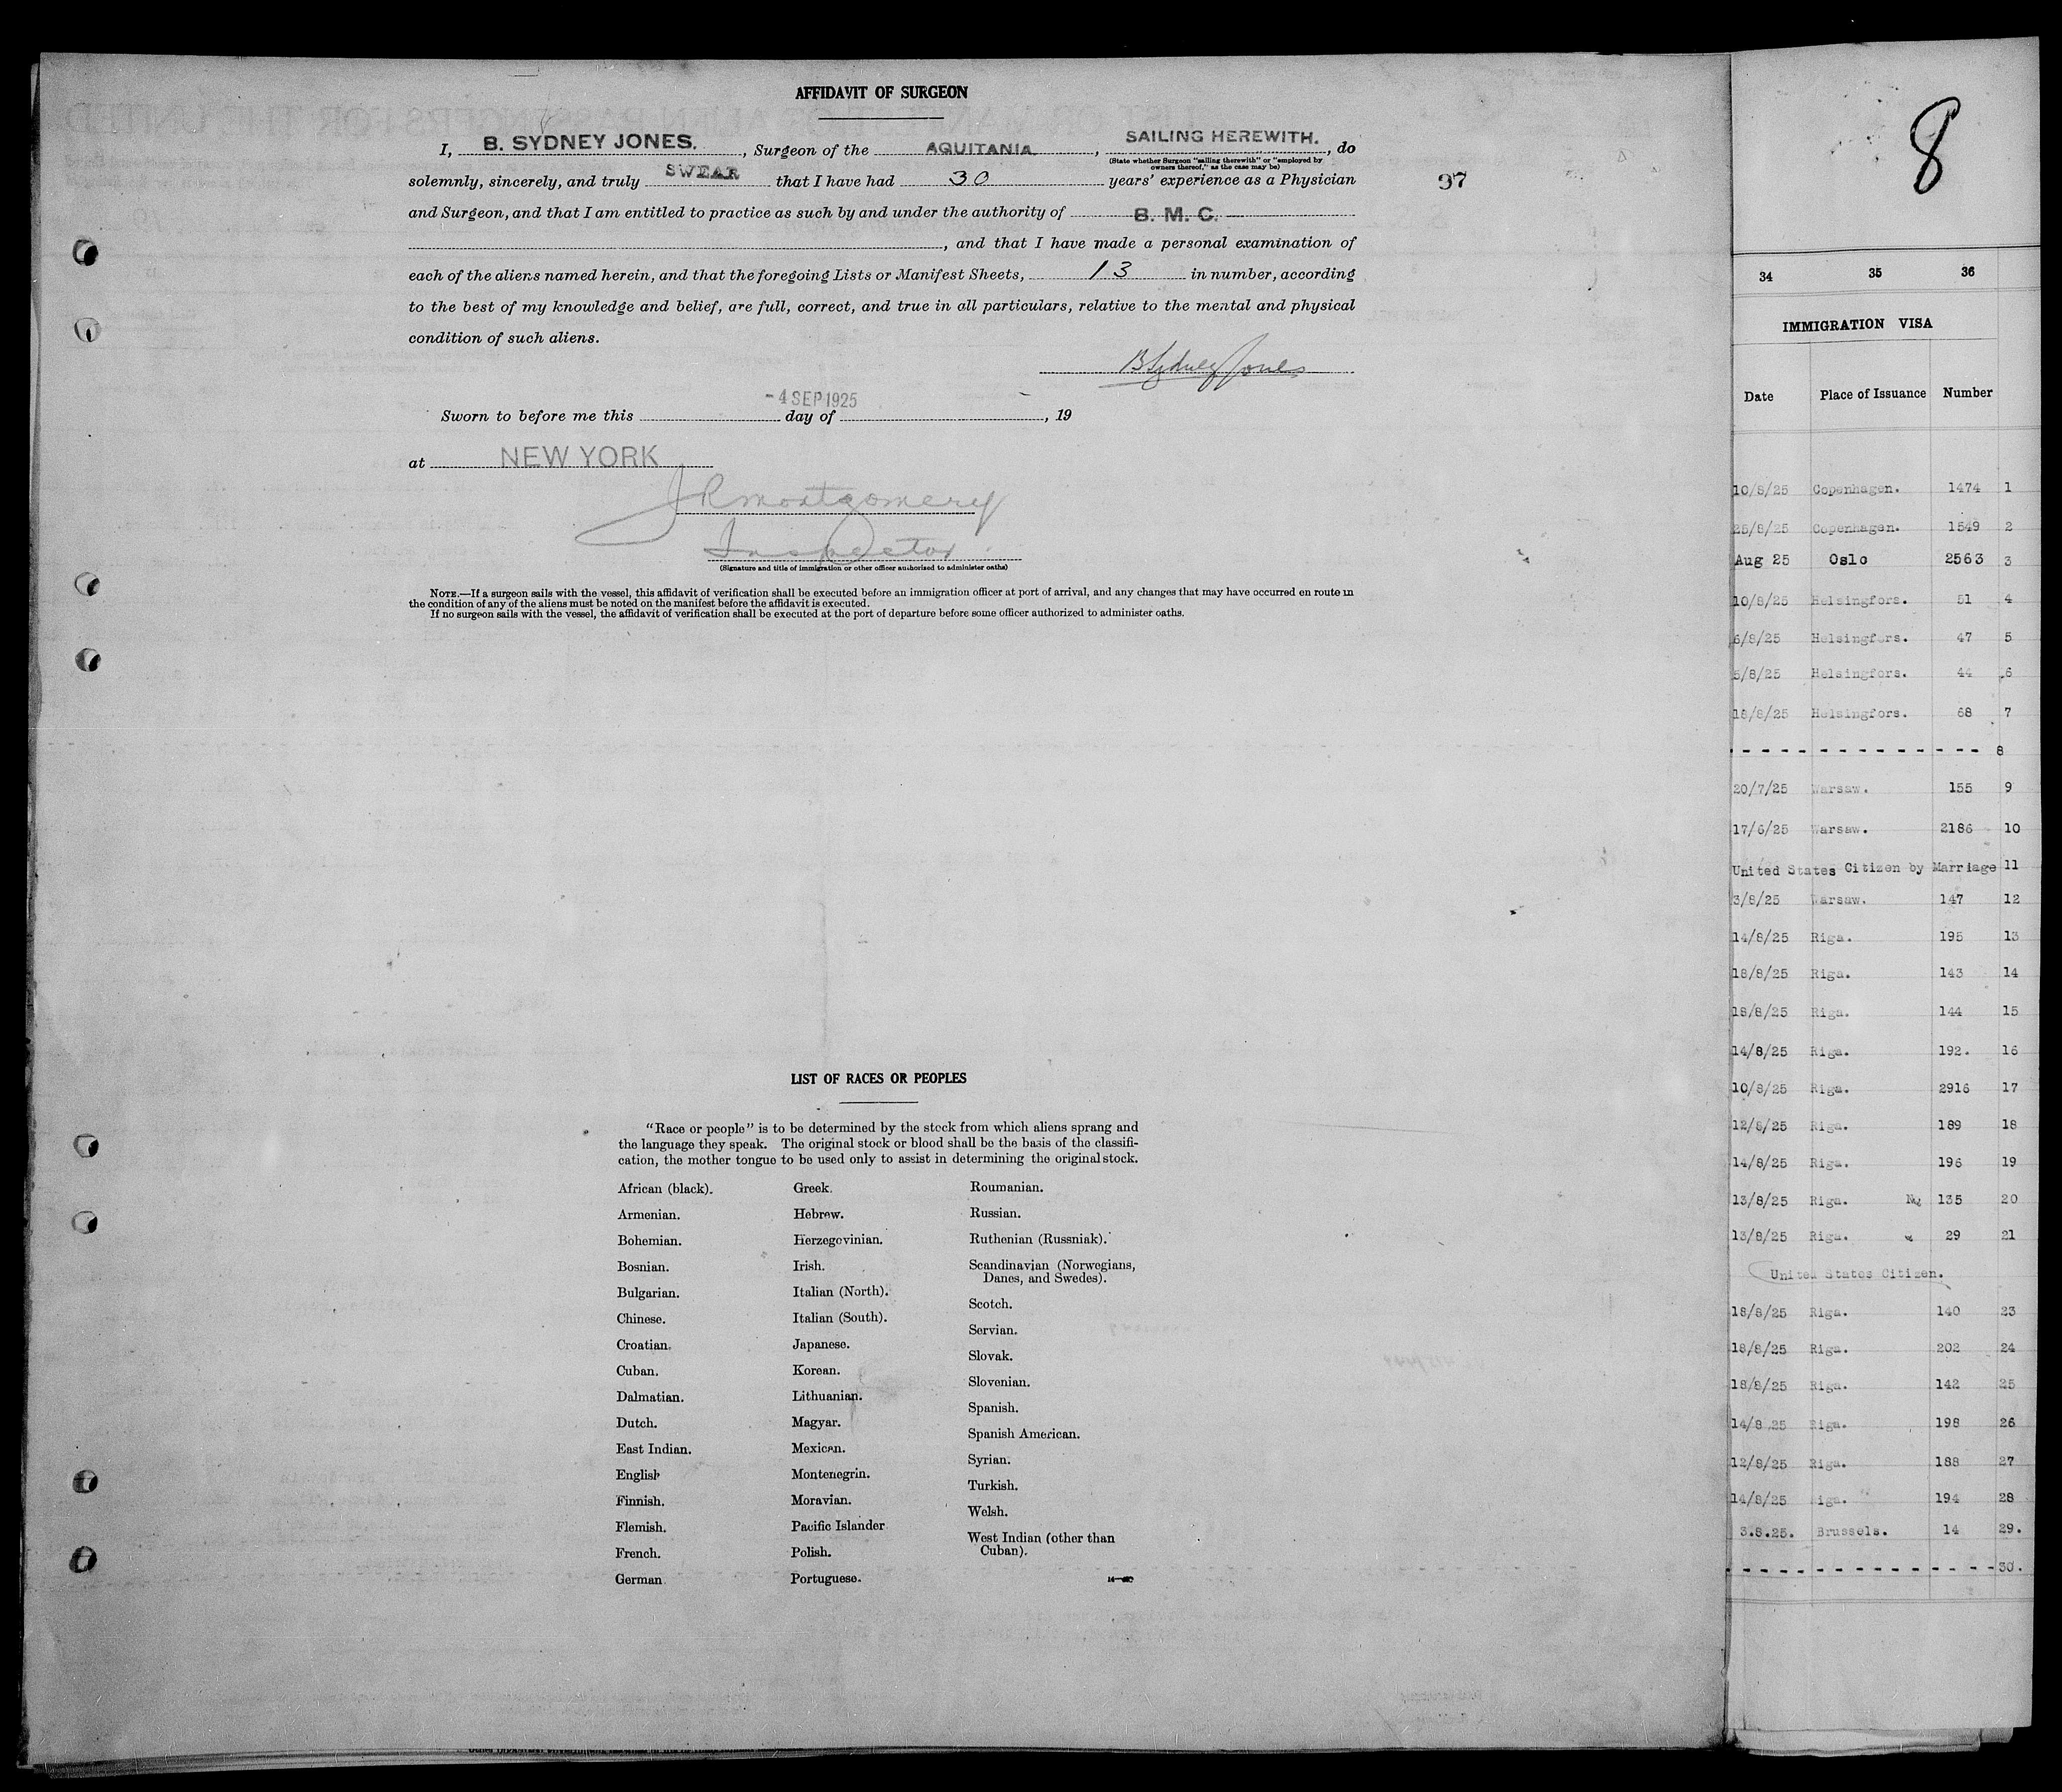 AFFIDAVIT OF SURGEON
I, B. SYDNEY JONES. , Surgeon of the AQUITANIA , SAILING HEREWITH. , do
(State whether Surgeon "sailing therewith" or "employed by
owners thereof," as the case may be)
solemnly, sincerely, and truly SWEAR that I have had 30 years' experience as a Physician
97
and Surgeon, and that I am entitled to practice as such by and under the authority of B. M. C.
, and that I have made a personal examination of
each of the aliens named herein, and that the foregoing Lists or Manifest Sheets, 13 in number, according
to the best of my knowledge and belief, are full, correct, and true in all particulars, relative to the mental and physical
condition of such aliens.
B Sydney Jones
Sworn to before me this -4 SEP 1925 day of , 19
at NEW YORK
J R Montgomery
Inspector
(Signature and title of immigration or other officer authorized to administer oaths)
NOTE.—If a surgeon sails with the vessel, this affidavit of verification shall be executed before an immigration officer at port of arrival, and any changes that may have occurred en route in
the condition of any of the aliens must be noted on the manifest before the affidavit is executed.
If no surgeon sails with the vessel, the affidavit of verification shall be executed at the port of departure before some officer authorized to administer oaths.
LIST OF RACES OR PEOPLES
"Race or people" is to be determined by the stock from which aliens sprang and
the language they speak. The original stock or blood shall be the basis of the classifi-
cation, the mother tongue to be used only to assist in determining the original stock.
African (black).
Armenian.
Bohemian.
Bosnian.
Bulgarian.
Chinese.
Croatian.
Cuban.
Dalmatian.
Dutch.
East Indian.
English
Finnish.
Flemish.
French.
German
Greek.
Hebrew.
Herzegovinian.
Irish.
Italian (North).
Italian (South).
Japanese.
Korean.
Lithuanian.
Magyar.
Mexican.
Montenegrin.
Moravian.
Pacific Islander
Polish.
Portuguese.
Roumanian.
Russian.
Ruthenian (Russniak).
Scandinavian (Norwegians,
Danes, and Swedes).
Scotch.
Servian.
Slovak.
Slovenian.
Spanish.
Spanish American.
Syrian.
Turkish.
Welsh.
West Indian (other than
Cuban).
8
34 35 36
IMMIGRATION VISA
Date Place of Issuance Number
10/8/25 Copenhagen. 1474 1
25/8/25 Copenhagen. 1549 2
Aug 25 Oslo 2563 3
10/8/25 Helsingfors. 51 4
6/8/25 Helsingfors. 47 5
5/8/25 Helsingfors. 44 6
18/8/25 Helsingfors. 68 7
- - - - - - - - - - - - - 8
20/7/25 Warsaw. 155 9
17/6/25 Warsaw. 2186 10
United States Citizen by Marriage 11
3/8/25 Warsaw. 147 12
14/8/25 Riga. 195 13
18/8/25 Riga. 143 14
18/8/25 Riga. 144 15
14/8/25 Riga. 192. 16
10/8/25 Riga. 2916 17
12/8/25 Riga. 189 18
14/8/25 Riga. 196 19
13/8/25 Riga. 135 20
13/8/25 Riga. 29 21
United States Citizen.
18/8/25 Riga. 140 23
18/8/25 Riga. 202 24
18/8/25 Riga. 142 25
14/8 25 Riga. 198 26
12/8/25 Riga. 188 27
14/8/25 Riga. 194 28
3.8.25. Brussels. 14 29.
- - - - - - - - - - - - - 30.